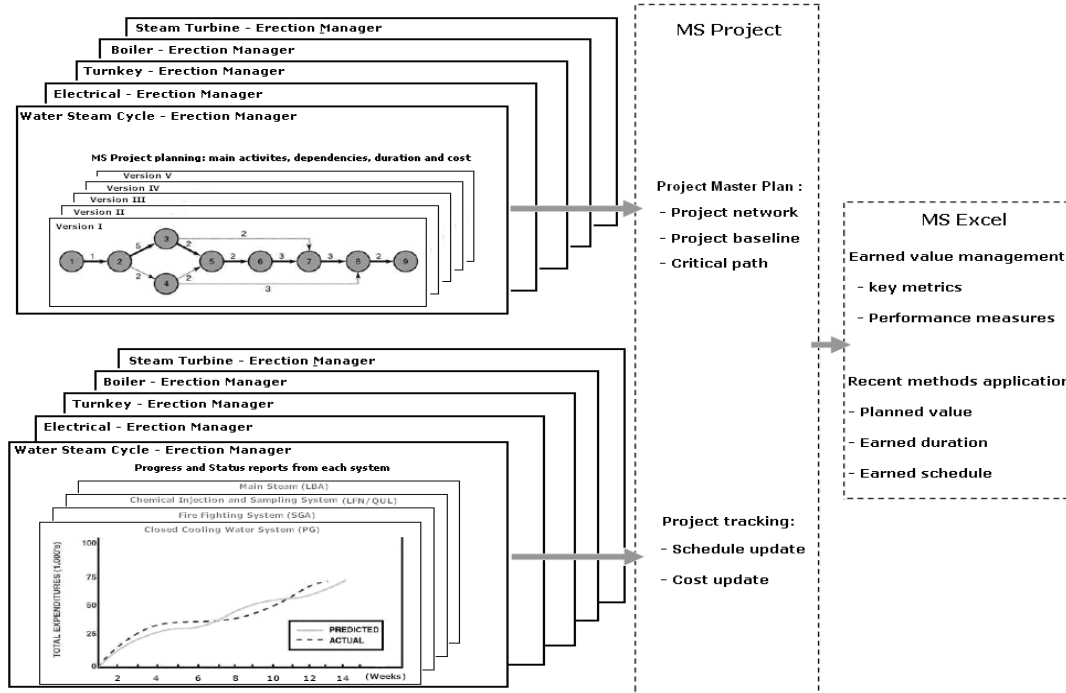 Steam Turbine - Erection Manager
Boiler - Erection Manager
Turnkey - Erection Manager
Electrical - Erection Manager
Water Steam Cycle - Erection Manager
MS Project planning: main activites, dependencies, duration and cost
Version V
Version IV
Version III
Version II
Version I
1 1 2 5 3 2 2 2 4 2 5 2 6 3 7 3 8 2 9
3
MS Project
Project Master Plan :
- Project network
- Project baseline
- Critical path
MS Excel
Earned value management
- key metrics
- Performance measures
Recent methods application
- Planned value
- Earned duration
- Earned schedule
Steam Turbine - Erection Manager
Boiler - Erection Manager
Turnkey - Erection Manager
Electrical - Erection Manager
Water Steam Cycle - Erection Manager
Progress and Status reports from each system
Main Steam (LBA)
Chemical Injection and Sampling System (LFN/QUL)
Fire Fighting System (SGA)
Closed Cooling Water System (PG)
TOTAL EXPENDITURES (1,000's)
100
75
50
25
0
PREDICTED
ACTUAL
2 4 6 8 10 12 14 (Weeks)
Project tracking:
- Schedule update
- Cost update